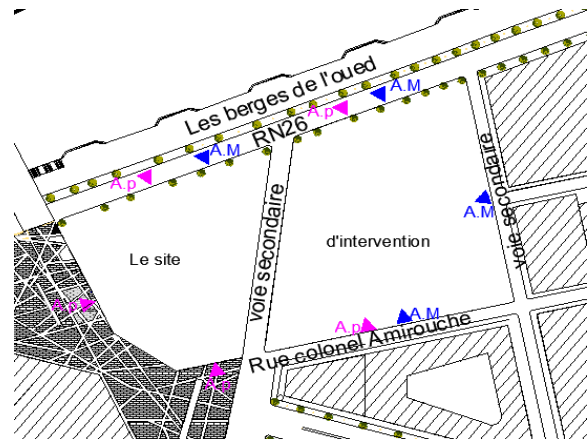 Les berges de l'oued
A.M
A.p
RN26
A.M
A.p
voie secondaire
A.M
voie secondaire
Le site
d'intervention
A.p
A.p
A.M
Rue colonel Amirouche
A.p